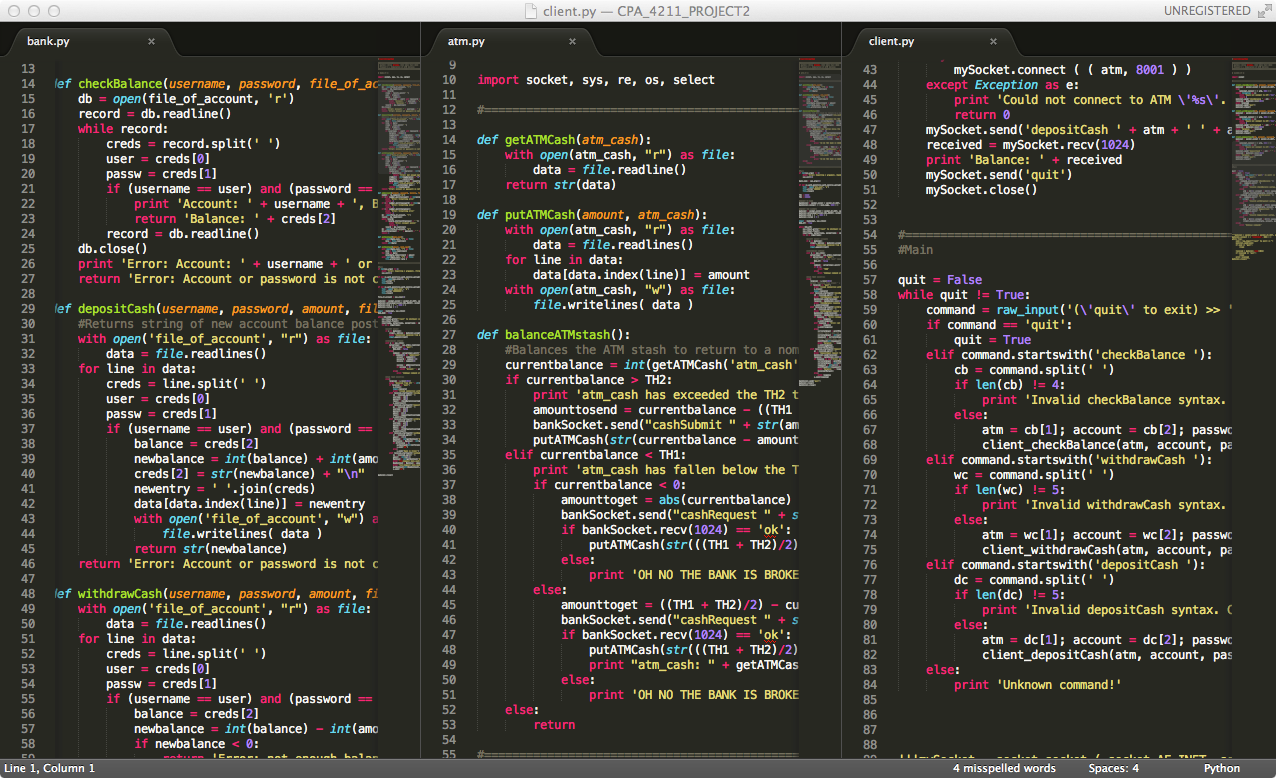 client.py — CPA_4211_PROJECT2
UNREGISTERED
bank.py ×
13
14 def checkBalance(username, password, file_of_ac
15 db = open(file_of_account, 'r')
16 record = db.readline()
17 while record:
18 creds = record.split(' ')
19 user = creds[0]
20 passw = creds[1]
21 if (username == user) and (password ==
22 print 'Account: ' + username + ', B
23 return 'Balance: ' + creds[2]
24 record = db.readline()
25 db.close()
26 print 'Error: Account: ' + username + ' or
27 return 'Error: Account or password is not c
28
29 def depositCash(username, password, amount, fil
30 #Returns string of new account balance post
31 with open('file_of_account', "r") as file:
32 data = file.readlines()
33 for line in data:
34 creds = line.split(' ')
35 user = creds[0]
36 passw = creds[1]
37 if (username == user) and (password ==
38 balance = creds[2]
39 newbalance = int(balance) + int(amo
40 creds[2] = str(newbalance) + "\n"
41 newentry = ' '.join(creds)
42 data[data.index(line)] = newentry
43 with open('file_of_account', "w") a
44 file.writelines( data )
45 return str(newbalance)
46 return 'Error: Account or password is not c
47
48 def withdrawCash(username, password, amount, fi
49 with open('file_of_account', "r") as file:
50 data = file.readlines()
51 for line in data:
52 creds = line.split(' ')
53 user = creds[0]
54 passw = creds[1]
55 if (username == user) and (password ==
56 balance = creds[2]
57 newbalance = int(balance) - int(amo
58 if newbalance < 0:
59 return 'Error: not enough balan
atm.py ×
9
10 import socket, sys, re, os, select
11
12 #==============================================
13
14 def getATMCash(atm_cash):
15 with open(atm_cash, "r") as file:
16 data = file.readline()
17 return str(data)
18
19 def putATMCash(amount, atm_cash):
20 with open(atm_cash, "r") as file:
21 data = file.readlines()
22 for line in data:
23 data[data.index(line)] = amount
24 with open(atm_cash, "w") as file:
25 file.writelines( data )
26
27 def balanceATMstash():
28 #Balances the ATM stash to return to a nom
29 currentbalance = int(getATMCash('atm_cash'
30 if currentbalance > TH2:
31 print 'atm_cash has exceeded the TH2 t
32 amounttosend = currentbalance - ((TH1
33 bankSocket.send("cashSubmit " + str(am
34 putATMCash(str(currentbalance - amount
35 elif currentbalance < TH1:
36 print 'atm_cash has fallen below the T
37 if currentbalance < 0:
38 amounttoget = abs(currentbalance)
39 bankSocket.send("cashRequest " + s
40 if bankSocket.recv(1024) == 'ok':
41 putATMCash(str(((TH1 + TH2)/2)
42 else:
43 print 'OH NO THE BANK IS BROKE
44 else:
45 amounttoget = ((TH1 + TH2)/2) - cu
46 bankSocket.send("cashRequest " + s
47 if bankSocket.recv(1024) == 'ok':
48 putATMCash(str(((TH1 + TH2)/2)
49 print "atm_cash: " + getATMCas
50 else:
51 print 'OH NO THE BANK IS BROKE
52 else:
53 return
54
55 #==============================================
client.py ×
43 mySocket.connect ( ( atm, 8001 ) )
44 except Exception as e:
45 print 'Could not connect to ATM \'%s\'.
46 return 0
47 mySocket.send('depositCash ' + atm + ' ' + a
48 received = mySocket.recv(1024)
49 print 'Balance: ' + received
50 mySocket.send('quit')
51 mySocket.close()
52
53
54 #===============================================
55 #Main
56
57 quit = False
58 while quit != True:
59 command = raw_input('(\'quit\' to exit) >> '
60 if command == 'quit':
61 quit = True
62 elif command.startswith('checkBalance '):
63 cb = command.split(' ')
64 if len(cb) != 4:
65 print 'Invalid checkBalance syntax.
66 else:
67 atm = cb[1]; account = cb[2]; passwo
68 client_checkBalance(atm, account, pa
69 elif command.startswith('withdrawCash '):
70 wc = command.split(' ')
71 if len(wc) != 5:
72 print 'Invalid withdrawCash syntax.
73 else:
74 atm = wc[1]; account = wc[2]; passwo
75 client_withdrawCash(atm, account, pa
76 elif command.startswith('depositCash '):
77 dc = command.split(' ')
78 if len(dc) != 5:
79 print 'Invalid depositCash syntax. C
80 else:
81 atm = dc[1]; account = dc[2]; passwo
82 client_depositCash(atm, account, pas
83 else:
84 print 'Unknown command!'
85
86
87
88
Line 1, Column 1
4 misspelled words
Spaces: 4
Python